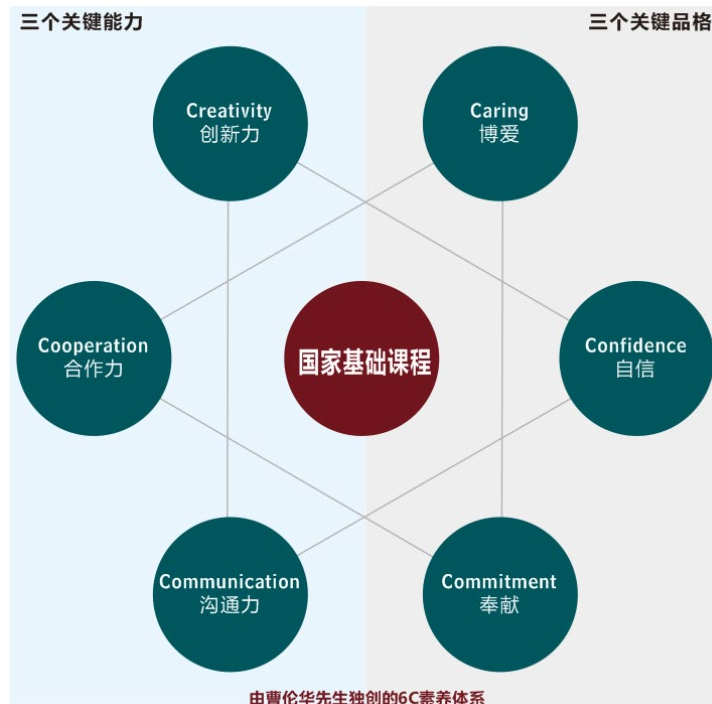 三个关键能力
三个关键品格
Creativity
创新力
Caring
博爱
Cooperation
合作力
国家基础课程
Confidence
自信
Communication
沟通力
Commitment
奉献
由曹伦华先生独创的6C素养体系